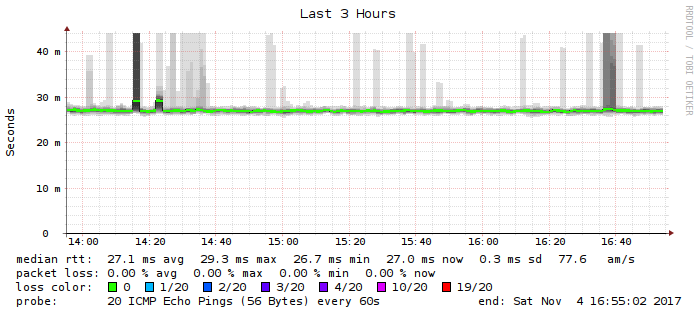 Last 3 Hours
RRDTOOL / TOBI OETIKER
Seconds
40 m
30 m
20 m
10 m
0
14:00 14:20 14:40 15:00 15:20 15:40 16:00 16:20 16:40
median rtt: 27.1 ms avg 29.3 ms max 26.7 ms min 27.0 ms now 0.3 ms sd 77.6 am/s
packet loss: 0.00 % avg 0.00 % max 0.00 % min 0.00 % now
loss color: 0 1/20 2/20 3/20 4/20 10/20 19/20
probe: 20 ICMP Echo Pings (56 Bytes) every 60s end: Sat Nov 4 16:55:02 2017